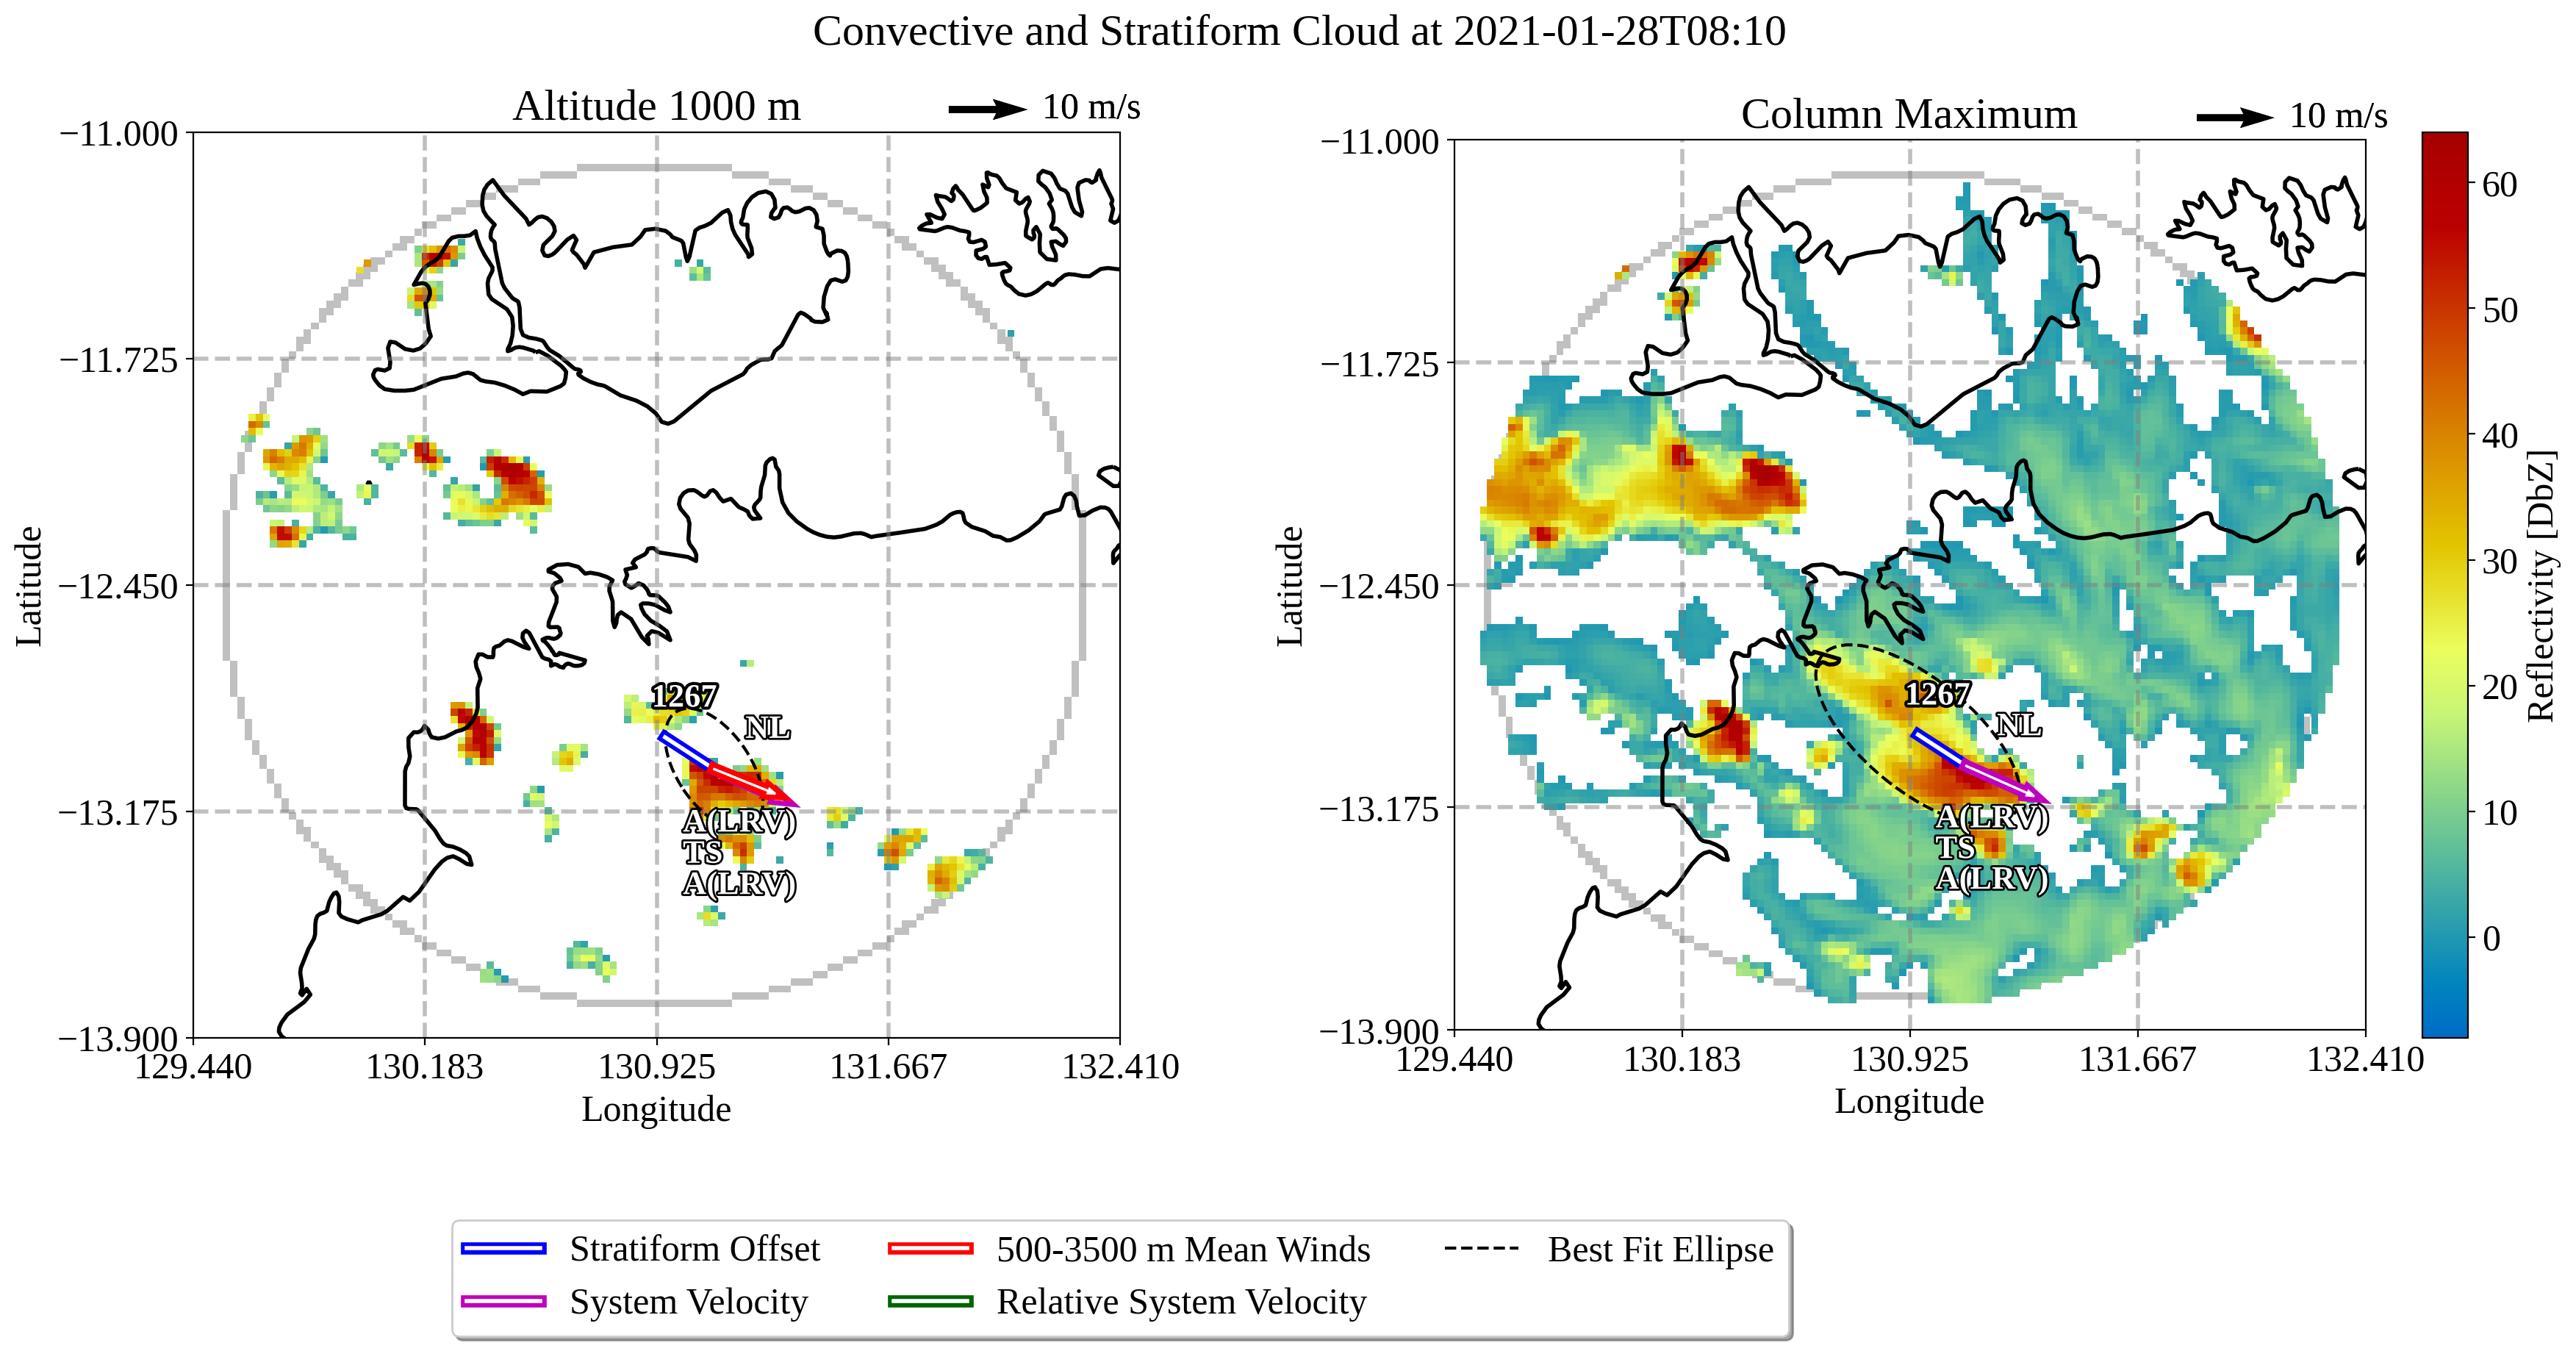 Convective and Stratiform Cloud at 2021-01-28T08:10
Altitude 1000 m
10 m/s
−11.000
−11.725
−12.450
−13.175
−13.900
Latitude
129.440
130.183
130.925
131.667
132.410
Longitude
1267
NL
A(LRV)
TS
A(LRV)
Column Maximum
10 m/s
−11.000
−11.725
−12.450
−13.175
−13.900
Latitude
129.440
130.183
130.925
131.667
132.410
Longitude
1267
NL
A(LRV)
TS
A(LRV)
60
50
40
30
20
10
0
Reflectivity [DbZ]
Stratiform Offset
System Velocity
500-3500 m Mean Winds
Relative System Velocity
Best Fit Ellipse